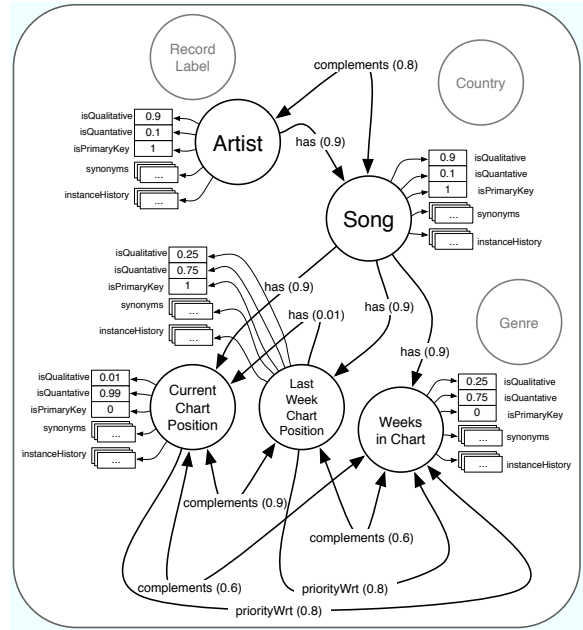 Record
Label
complements (0.8)
Country
isQualitative 0.9
isQuantative 0.1
isPrimaryKey 1
synonyms ...
instanceHistory ...
Artist
has (0.9)
0.9 isQualitative
0.1 isQuantative
1 isPrimaryKey
... synonyms
... instanceHistory
Song
isQualitative 0.25
isQuantative 0.75
isPrimaryKey 1
synonyms ...
instanceHistory ...
has (0.9)
has (0.01)
has (0.9)
has (0.9)
Genre
isQualitative 0.01
isQuantative 0.99
isPrimaryKey 0
synonyms ...
instanceHistory ...
Current
Chart
Position
Last
Week
Chart
Position
Weeks
in Chart
0.25 isQualitative
0.75 isQuantative
0 isPrimaryKey
... synonyms
... instanceHistory
complements (0.9)
complements (0.6)
complements (0.6)
priorityWrt (0.8)
priorityWrt (0.8)